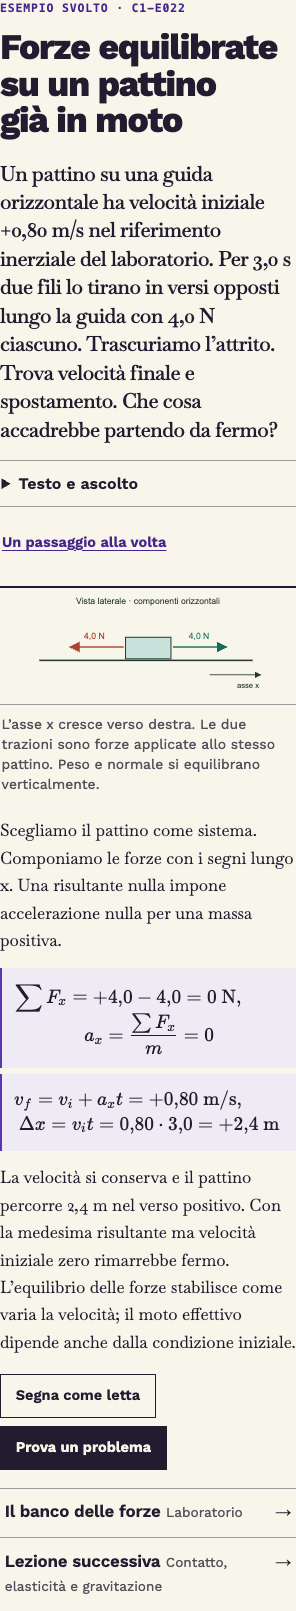 ESEMPIO SVOLTO · C1–E022
Forze equilibrate
su un pattino
già in moto
Un pattino su una guida
orizzontale ha velocità iniziale
+0,80 m/s nel riferimento
inerziale del laboratorio. Per 3,0 s
due fili lo tirano in versi opposti
lungo la guida con 4,0 N
ciascuno. Trascuriamo l’attrito.
Trova velocità finale e
spostamento. Che cosa
accadrebbe partendo da fermo?
▶ Testo e ascolto
Un passaggio alla volta
Vista laterale · componenti orizzontali
4,0 N 4,0 N
asse x
L’asse x cresce verso destra. Le due
trazioni sono forze applicate allo stesso
pattino. Peso e normale si equilibrano
verticalmente.
Scegliamo il pattino come sistema.
Componiamo le forze con i segni lungo
x. Una risultante nulla impone
accelerazione nulla per una massa
positiva.
∑ Fₓ = +4,0 − 4,0 = 0 N,
aₓ = ∑ Fₓ / m = 0
v_f = v_i + aₓt = +0,80 m/s,
Δx = v_i t = 0,80 · 3,0 = +2,4 m
La velocità si conserva e il pattino
percorre 2,4 m nel verso positivo. Con
la medesima risultante ma velocità
iniziale zero rimarrebbe fermo.
L’equilibrio delle forze stabilisce come
varia la velocità; il moto effettivo
dipende anche dalla condizione iniziale.
Segna come letta
Prova un problema
Il banco delle forze Laboratorio →
Lezione successiva Contatto, →
elasticità e gravitazione